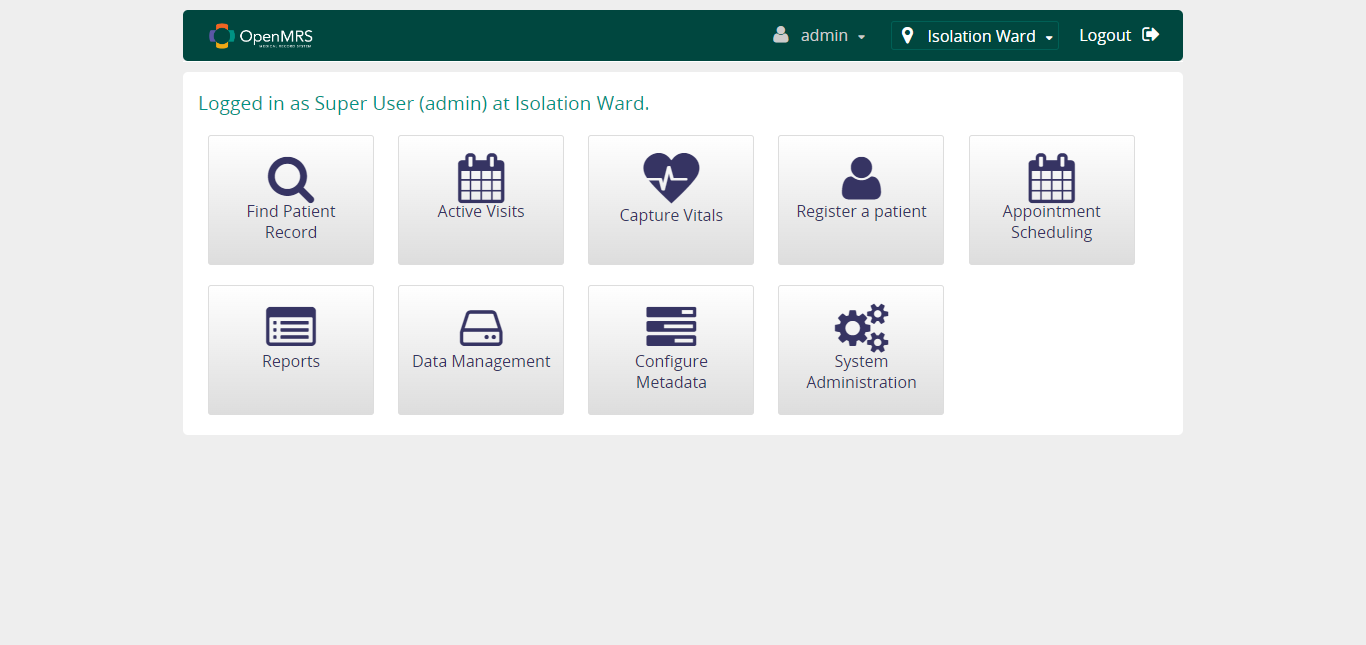 OpenMRS
MEDICAL RECORD SYSTEM
admin
Isolation Ward
Logout
Logged in as Super User (admin) at Isolation Ward.
Find Patient
Record
Active Visits
Capture Vitals
Register a patient
Appointment
Scheduling
Reports
Data Management
Configure
Metadata
System
Administration